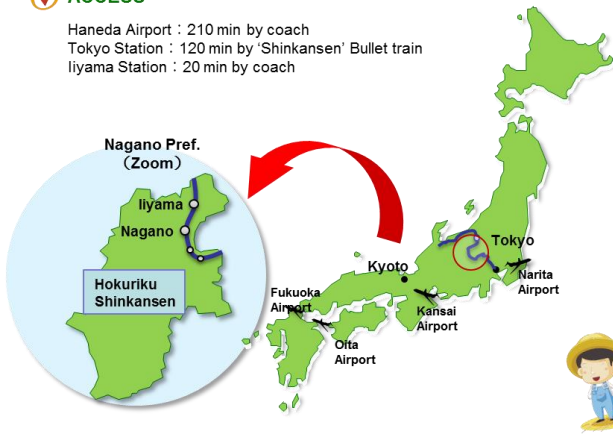 ACCESS
Haneda Airport：210 min by coach
Tokyo Station：120 min by ‘Shinkansen’ Bullet train
Iiyama Station：20 min by coach
Nagano Pref.
（Zoom）
Iiyama
Nagano
Hokuriku
Shinkansen
Tokyo
Kyoto
Narita
Airport
Fukuoka
Airport
Kansai
Airport
Oita
Airport